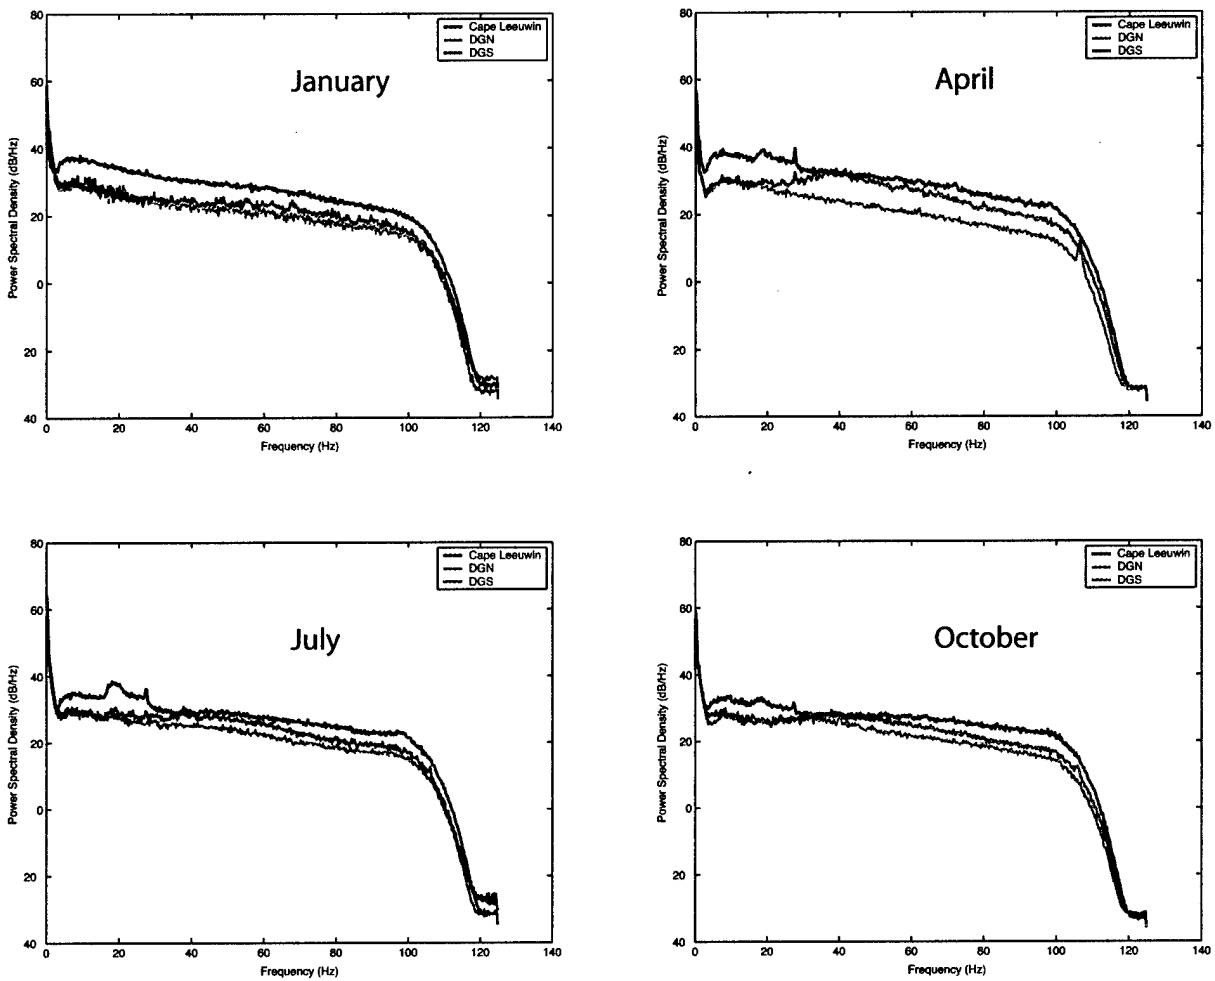 80
60
40
20
0
20
40
0 20 40 60 80 100 120 140
Power Spectral Density (dB/Hz)
Frequency (Hz)
January
Cape Leeuwin
DGN
DGS
80
60
40
20
0
20
40
0 20 40 60 80 100 120 140
Power Spectral Density (dB/Hz)
Frequency (Hz)
April
Cape Leeuwin
DGN
DGS
80
60
40
20
0
20
40
0 20 40 60 80 100 120 140
Power Spectral Density (dB/Hz)
Frequency (Hz)
July
Cape Leeuwin
DGN
DGS
80
60
40
20
0
20
40
0 20 40 60 80 100 120 140
Power Spectral Density (dB/Hz)
Frequency (Hz)
October
Cape Leeuwin
DGN
DGS